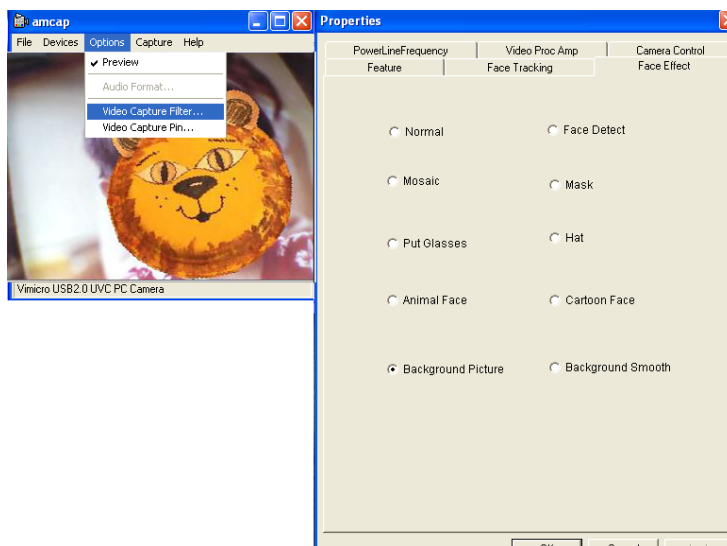 amcap
File Devices Options Capture Help
Preview
Audio Format...
Video Capture Filter...
Video Capture Pin...
Vimicro USB2.0 UVC PC Camera
Properties
PowerLineFrequency Video Proc Amp Camera Control
Feature Face Tracking Face Effect
Normal Face Detect
Mosaic Mask
Put Glasses Hat
Animal Face Cartoon Face
Background Picture Background Smooth